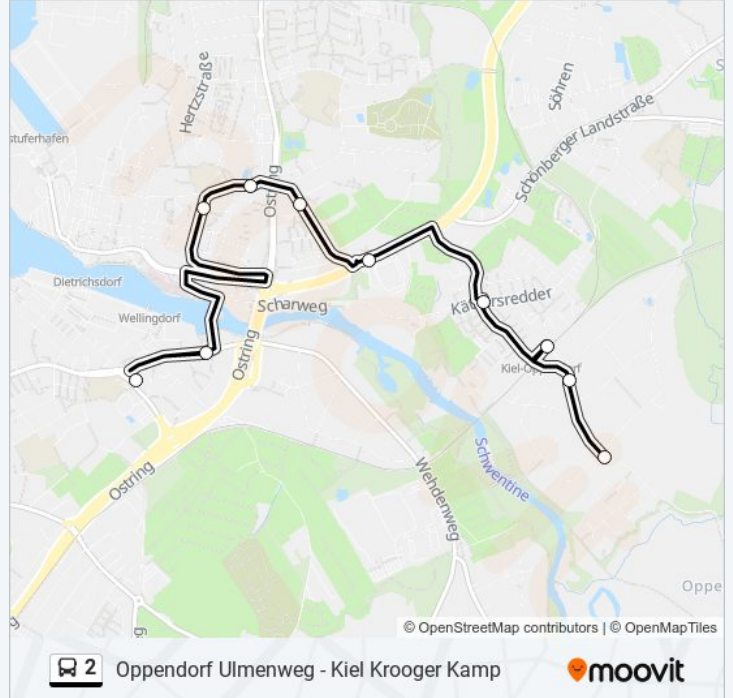 Hertzstraße
Söhren
Schönberger Landstraße
stuferhafen
Ostring
Dietrichsdorf
Scharweg
Wellingdorf
Ostring
Kiel-Opp
Schwentine
Ostring
Wehdenweg
Oppe
g
g
© OpenStreetMap contributors | © OpenMapTiles
2 Oppendorf Ulmenweg - Kiel Krooger Kamp
moovit